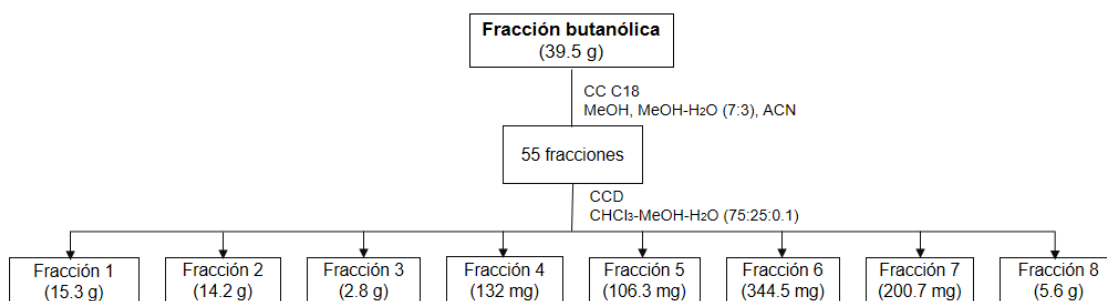 Fracción butanólica
(39.5 g)
CC C18
MeOH, MeOH-H₂O (7:3), ACN
55 fracciones
CCD
CHCl₃-MeOH-H₂O (75:25:0.1)
Fracción 1
(15.3 g)
Fracción 2
(14.2 g)
Fracción 3
(2.8 g)
Fracción 4
(132 mg)
Fracción 5
(106.3 mg)
Fracción 6
(344.5 mg)
Fracción 7
(200.7 mg)
Fracción 8
(5.6 g)